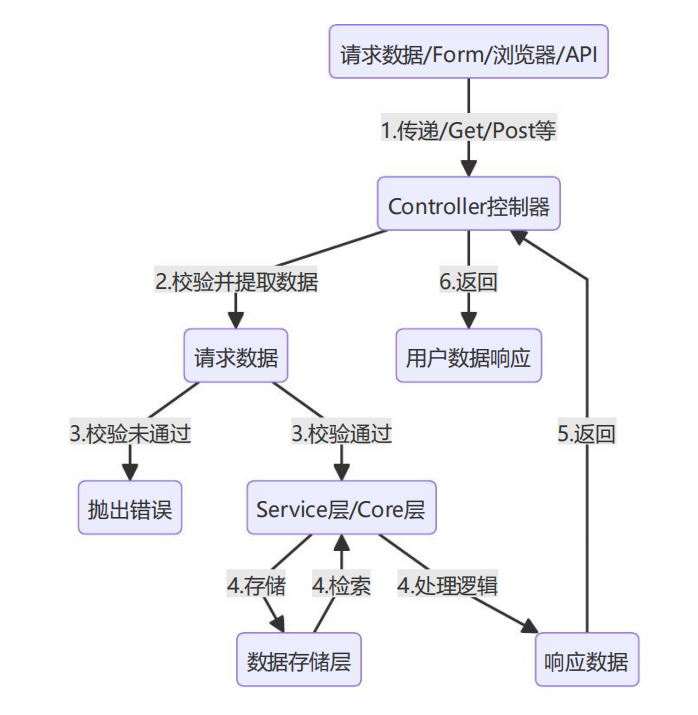 请求数据/Form/浏览器/API
1.传递/Get/Post等
Controller控制器
2.校验并提取数据
6.返回
请求数据
用户数据响应
3.校验未通过
3.校验通过
5.返回
抛出错误
Service层/Core层
4.存储
4.检索
4.处理逻辑
数据存储层
响应数据